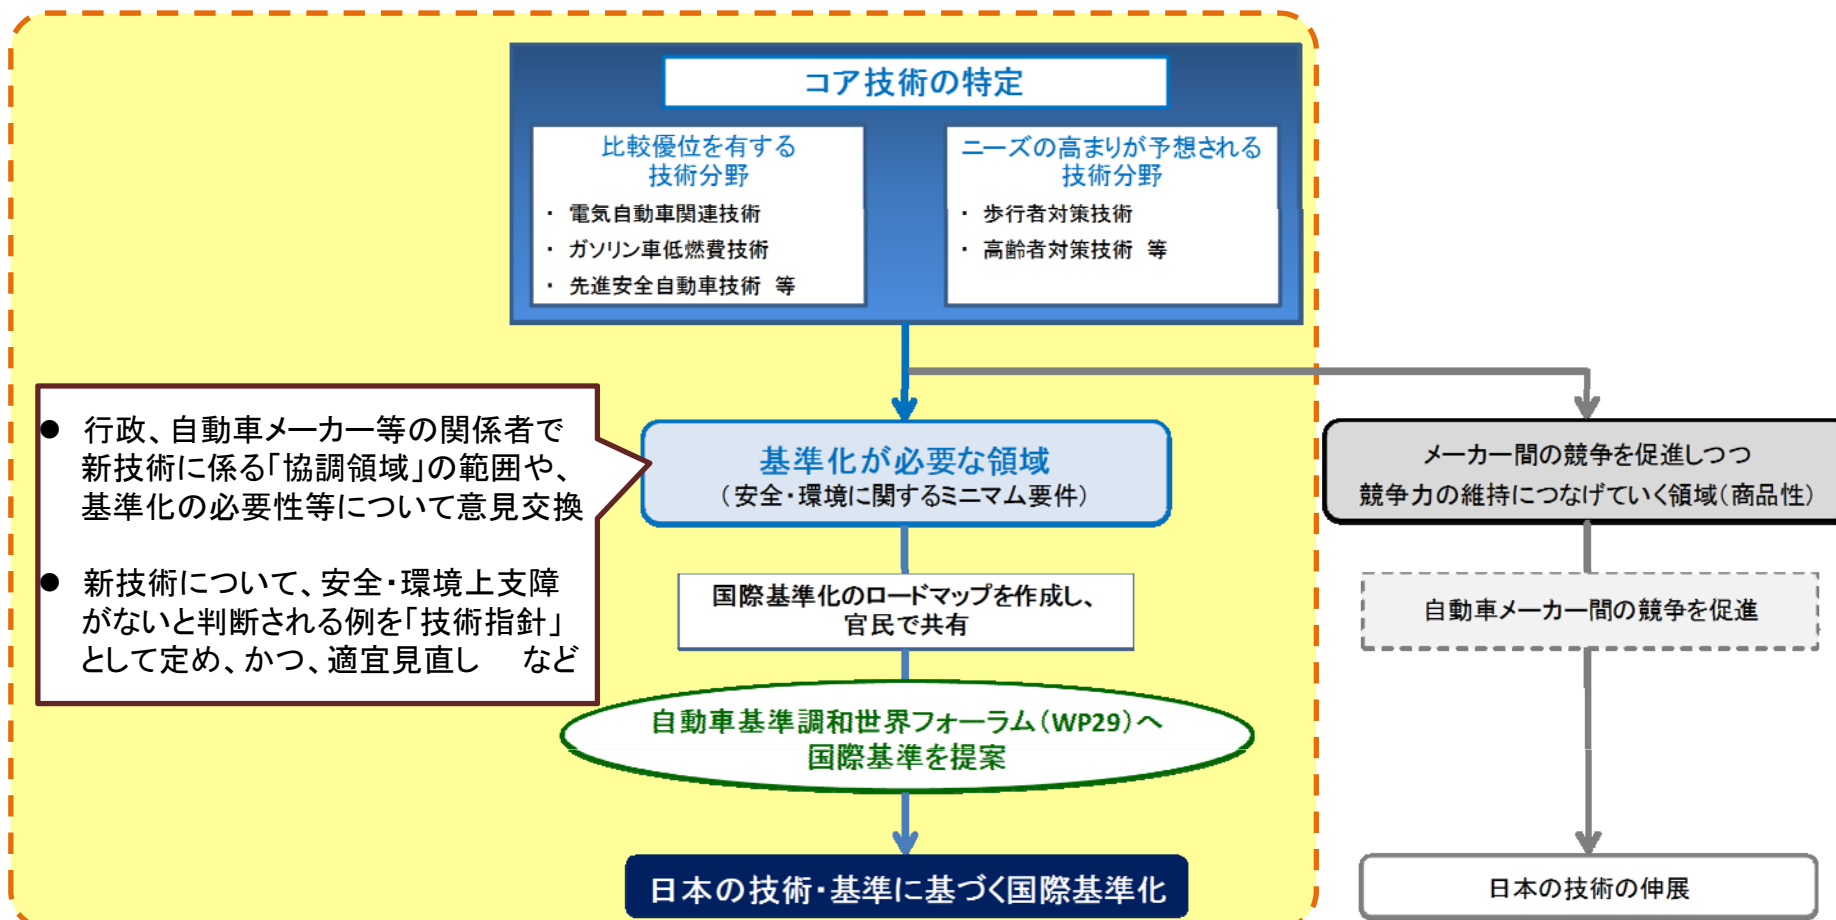 コア技術の特定
比較優位を有する
技術分野
・ 電気自動車関連技術
・ ガソリン車低燃費技術
・ 先進安全自動車技術 等
ニーズの高まりが予想される
技術分野
・ 歩行者対策技術
・ 高齢者対策技術 等
● 行政、自動車メーカー等の関係者で
新技術に係る「協調領域」の範囲や、
基準化の必要性等について意見交換
● 新技術について、安全・環境上支障
がないと判断される例を「技術指針」
として定め、かつ、適宜見直し など
基準化が必要な領域
（安全・環境に関するミニマム要件）
国際基準化のロードマップを作成し、
官民で共有
自動車基準調和世界フォーラム（WP29）へ
国際基準を提案
日本の技術・基準に基づく国際基準化
メーカー間の競争を促進しつつ
競争力の維持につなげていく領域（商品性）
自動車メーカー間の競争を促進
日本の技術の伸展